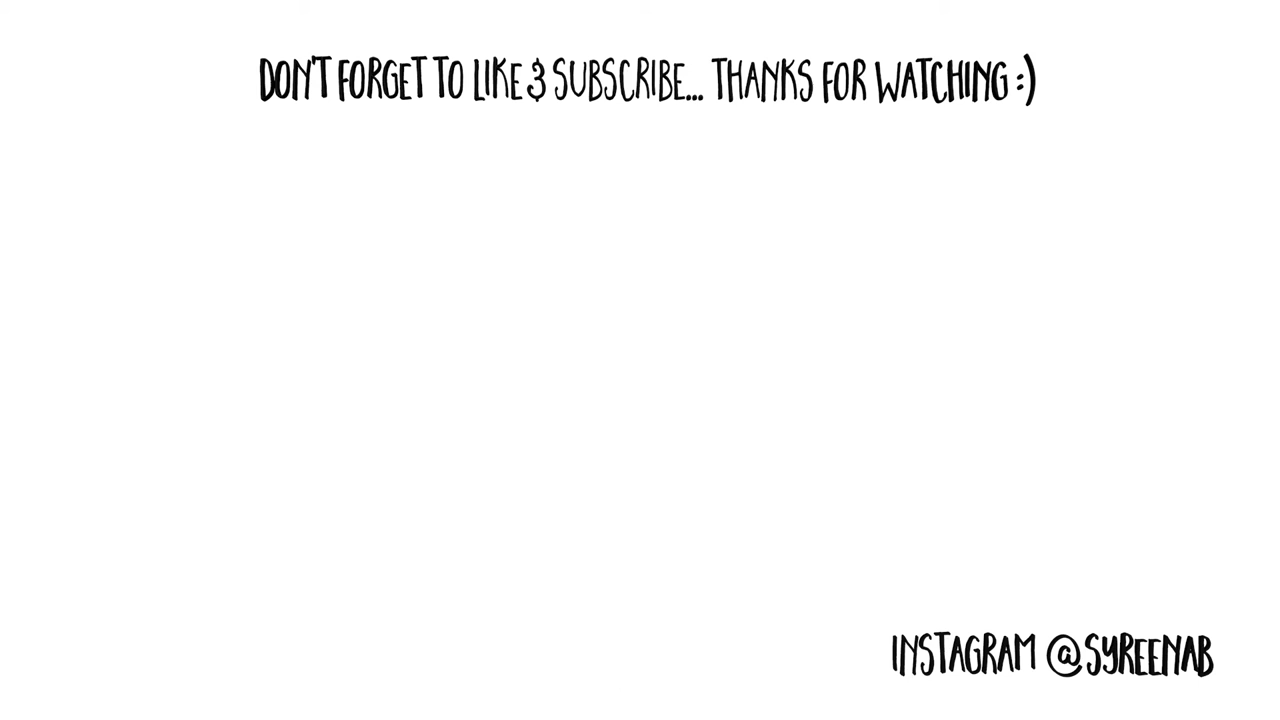 DON'T FORGET TO LIKE & SUBSCRIBE... THANKS FOR WATCHING :)
INSTAGRAM @SYREENAB